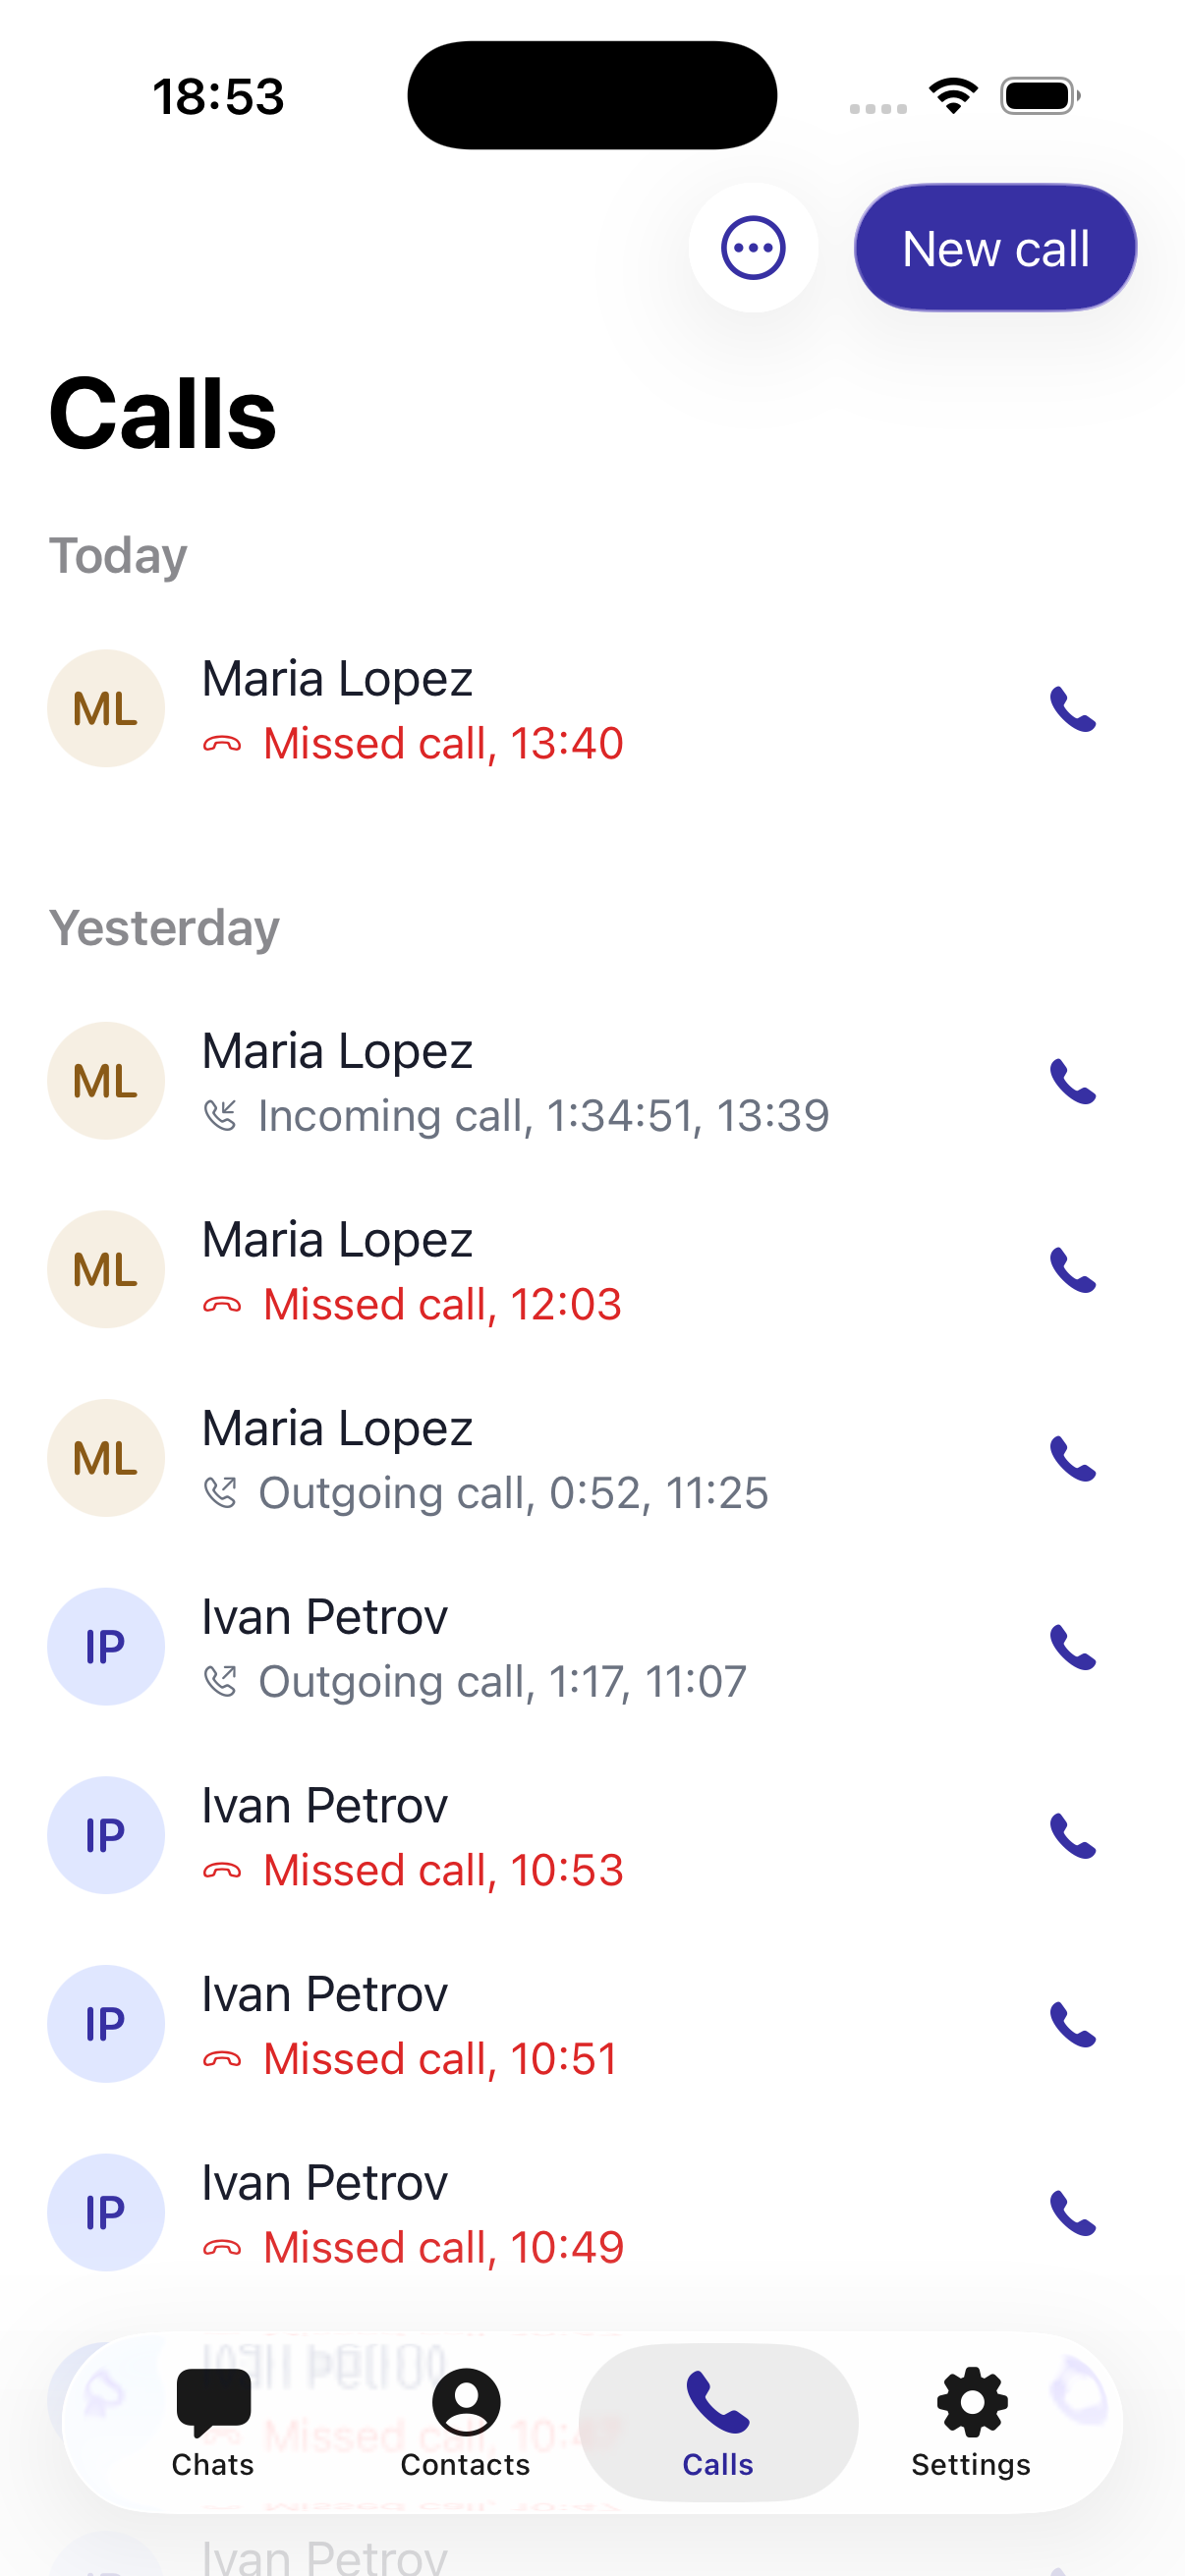 18:53
New call
Calls
Today
ML
Maria Lopez
Missed call, 13:40
Yesterday
ML
Maria Lopez
Incoming call, 1:34:51, 13:39
ML
Maria Lopez
Missed call, 12:03
ML
Maria Lopez
Outgoing call, 0:52, 11:25
IP
Ivan Petrov
Outgoing call, 1:17, 11:07
IP
Ivan Petrov
Missed call, 10:53
IP
Ivan Petrov
Missed call, 10:51
IP
Ivan Petrov
Missed call, 10:49
Missed call, 10:47
Chats
Contacts
Calls
Settings
Ivan Petrov